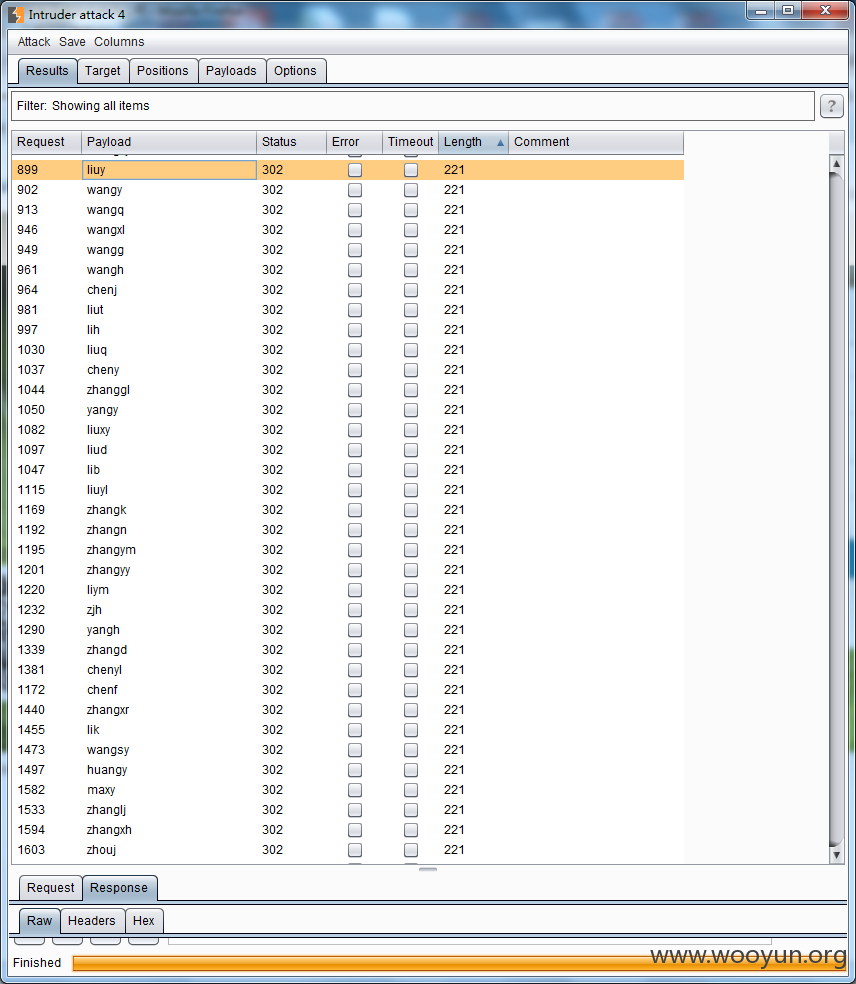 Intruder attack 4
Attack Save Columns
Results Target Positions Payloads Options
Filter: Showing all items ?
Request Payload Status Error Timeout Length Comment
899 liuy 302 221
902 wangy 302 221
913 wangq 302 221
946 wangxl 302 221
949 wangg 302 221
961 wangh 302 221
964 chenj 302 221
981 liut 302 221
997 lih 302 221
1030 liuq 302 221
1037 cheny 302 221
1044 zhanggl 302 221
1050 yangy 302 221
1082 liuxy 302 221
1097 liud 302 221
1047 lib 302 221
1115 liuyl 302 221
1169 zhangk 302 221
1192 zhangn 302 221
1195 zhangym 302 221
1201 zhangyy 302 221
1220 liym 302 221
1232 zjh 302 221
1290 yangh 302 221
1339 zhangd 302 221
1381 chenyl 302 221
1172 chenf 302 221
1440 zhangxr 302 221
1455 lik 302 221
1473 wangsy 302 221
1497 huangy 302 221
1582 maxy 302 221
1533 zhanglj 302 221
1594 zhangxh 302 221
1603 zhouj 302 221
Request Response
Raw Headers Hex
Finished
www.wooyun.org